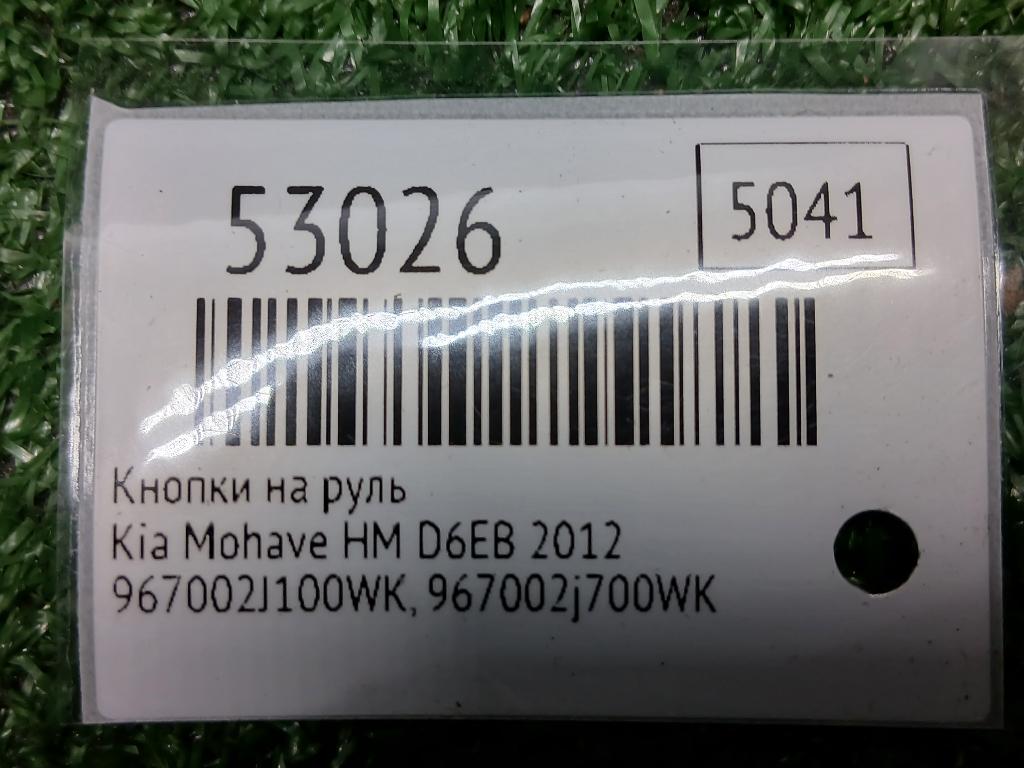 53026
5041
Кнопки на руль
Kia Mohave HM D6EB 2012
967002J100WK, 967002j700WK